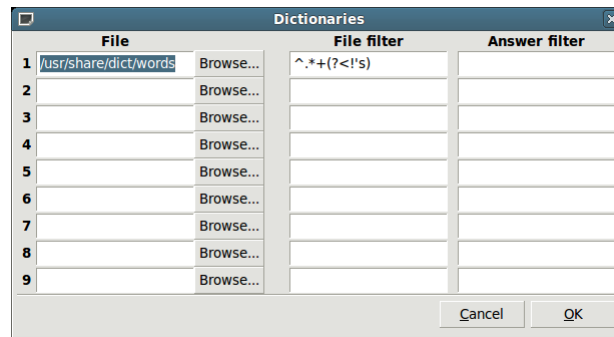 Dictionaries
File File filter Answer filter
1 /usr/share/dict/words Browse... ^.*+(?<!'s)
2 Browse...
3 Browse...
4 Browse...
5 Browse...
6 Browse...
7 Browse...
8 Browse...
9 Browse...
Cancel OK